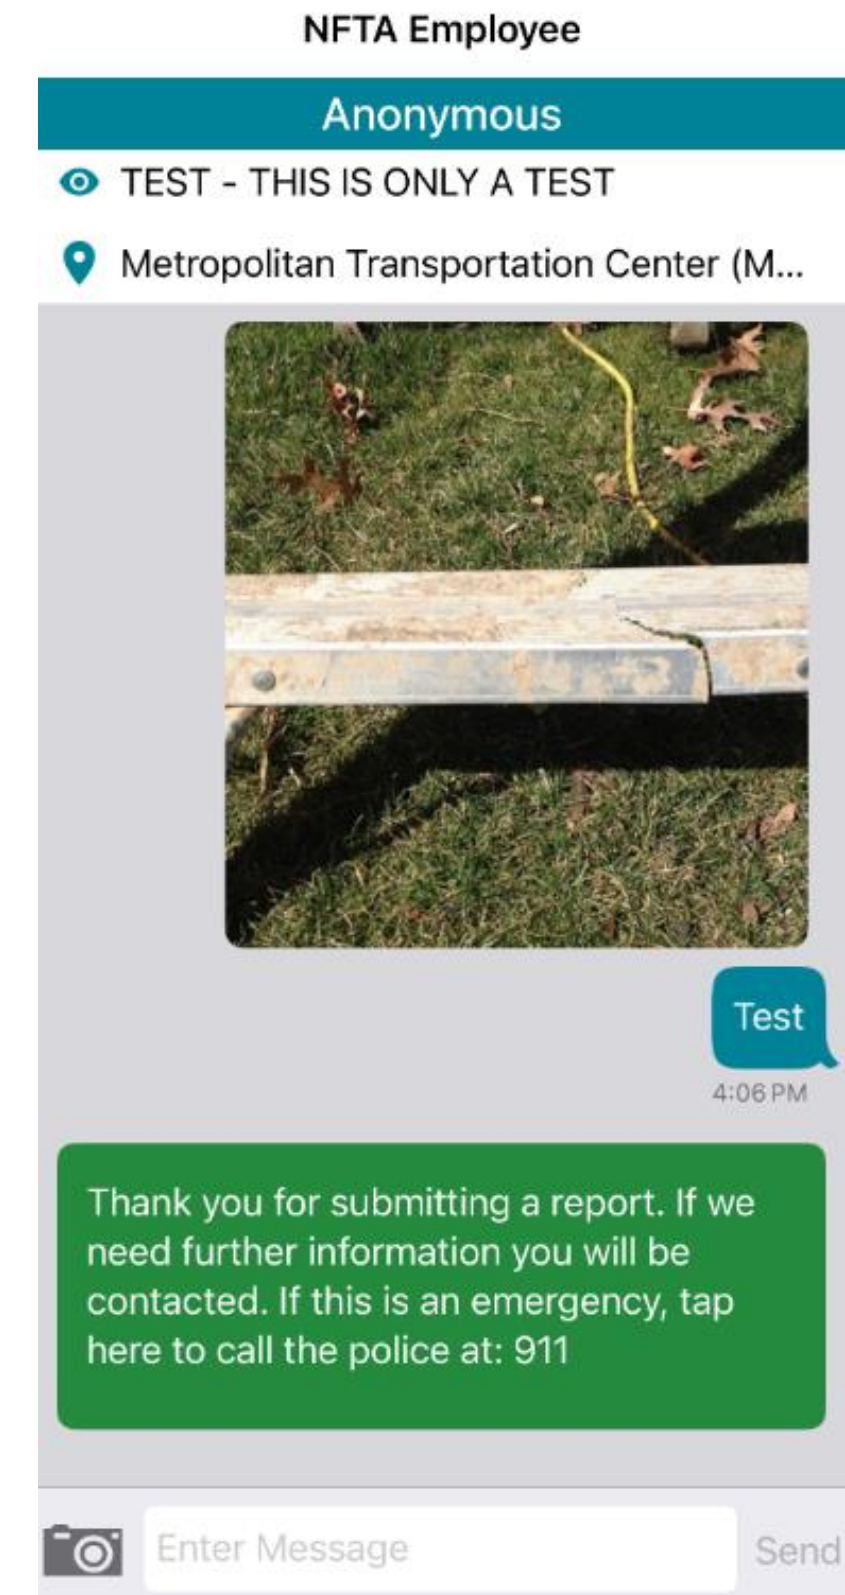 NFTA Employee
Anonymous
TEST - THIS IS ONLY A TEST
Metropolitan Transportation Center (M...
Test
4:06 PM
Thank you for submitting a report. If we
need further information you will be
contacted. If this is an emergency, tap
here to call the police at: 911
Enter Message
Send